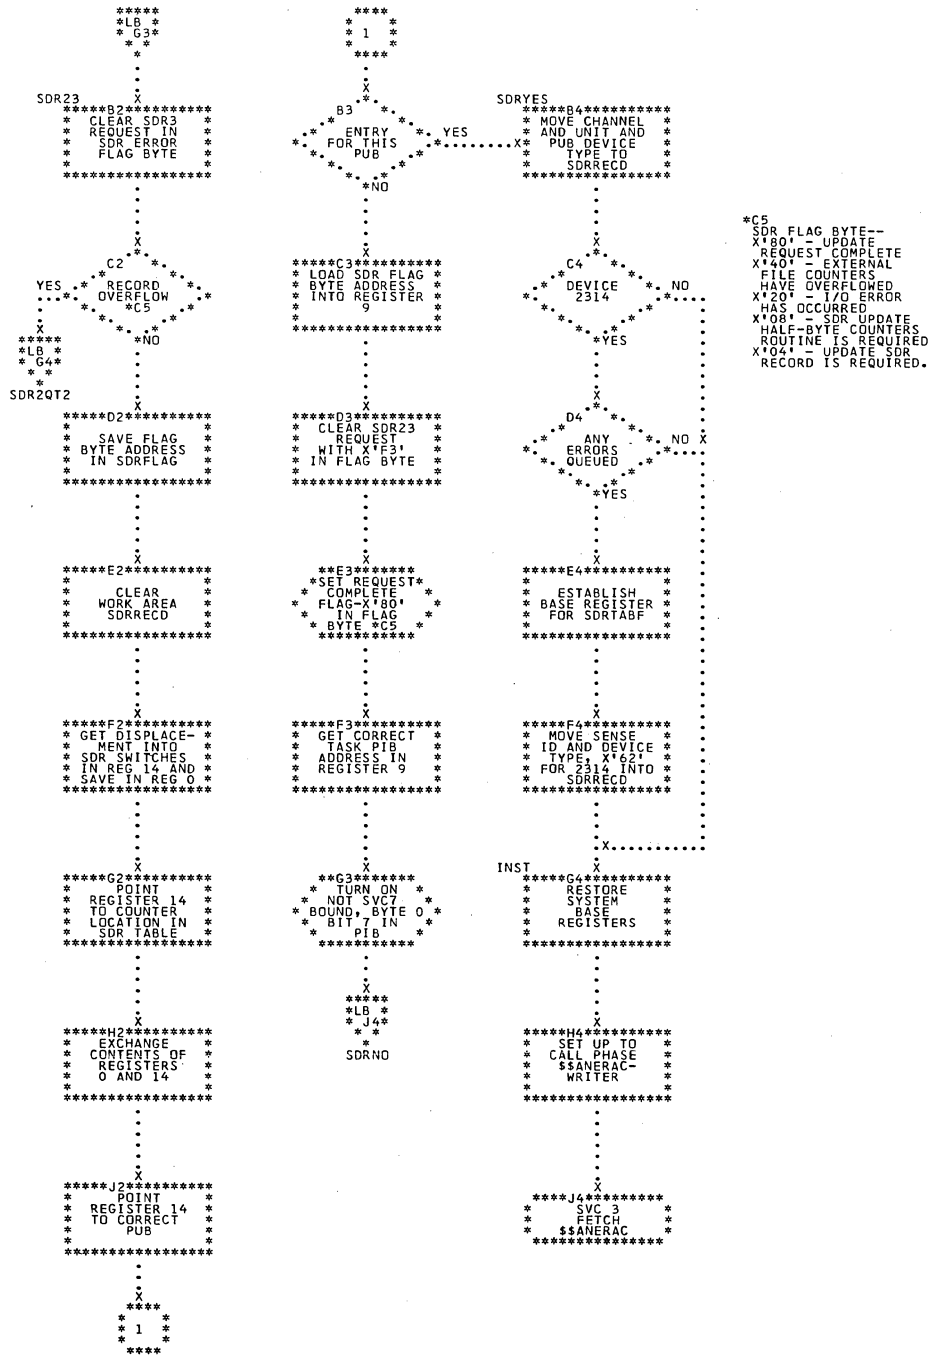 LB
G3
SDR23
B2
CLEAR SDR3
REQUEST IN
SDR ERROR
FLAG BYTE
C2
RECORD
OVERFLOW
*C5
YES
NO
LB
G4
SDR2QT2
D2
SAVE FLAG
BYTE ADDRESS
IN SDRFLAG
E2
CLEAR
WORK AREA
SDRRECD
F2
GET DISPLACE-
MENT INTO
SDR SWITCHES
IN REG 14 AND
SAVE IN REG 0
G2
POINT
REGISTER 14
TO COUNTER
LOCATION IN
SDR TABLE
H2
EXCHANGE
CONTENTS OF
REGISTERS
0 AND 14
J2
POINT
REGISTER 14
TO CORRECT
PUB
1
1
B3
ENTRY
FOR THIS
PUB
YES
NO
C3
LOAD SDR FLAG
BYTE ADDRESS
INTO REGISTER
9
D3
CLEAR SDR23
REQUEST
WITH X'F3'
IN FLAG BYTE
E3
SET REQUEST
COMPLETE
FLAG-X'80'
IN FLAG
BYTE *C5
F3
GET CORRECT
TASK PIB
ADDRESS IN
REGISTER 9
G3
TURN ON
NOT SVC7
BOUND, BYTE 0
BIT 7 IN
PIB
LB
J4
SDRNO
SDRYES
B4
MOVE CHANNEL
AND UNIT AND
PUB DEVICE
TYPE TO
SDRRECD
C4
DEVICE
2314
NO
YES
D4
ANY
ERRORS
QUEUED
NO
YES
E4
ESTABLISH
BASE REGISTER
FOR SDRTABF
F4
MOVE SENSE
ID AND DEVICE
TYPE, X'62'
FOR 2314 INTO
SDRRECD
INST
G4
RESTORE
SYSTEM
BASE
REGISTERS
H4
SET UP TO
CALL PHASE
$$ANERAC-
WRITER
J4
SVC 3
FETCH
$$ANERAC
*C5
SDR FLAG BYTE--
X'80' - UPDATE
REQUEST COMPLETE
X'40' - EXTERNAL
FILE COUNTERS
HAVE OVERFLOWED
X'20' - I/O ERROR
HAS OCCURRED
X'08' - SDR UPDATE
HALF-BYTE COUNTERS
ROUTINE IS REQUIRED
X'04' - UPDATE SDR
RECORD IS REQUIRED.